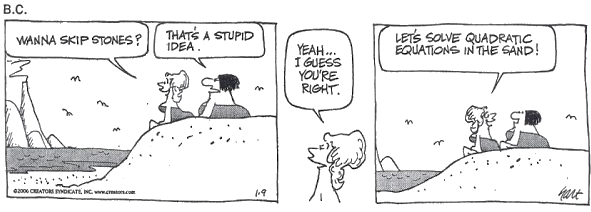 B.C.
WANNA SKIP STONES?
THAT'S A STUPID
IDEA.
©2006 CREATORS SYNDICATE, INC. www.creators.com
1.9
YEAH...
I GUESS
YOU'RE
RIGHT.
LET'S SOLVE QUADRATIC
EQUATIONS IN THE SAND!
hart